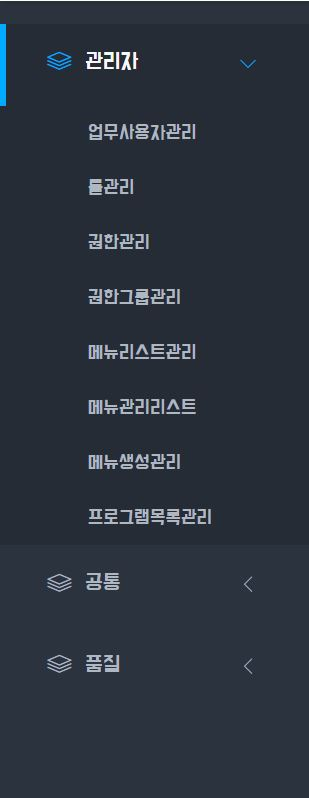 관리자
업무사용자관리
롤관리
권한관리
권한그룹관리
메뉴리스트관리
메뉴관리리스트
메뉴생성관리
프로그램목록관리
공통
품질